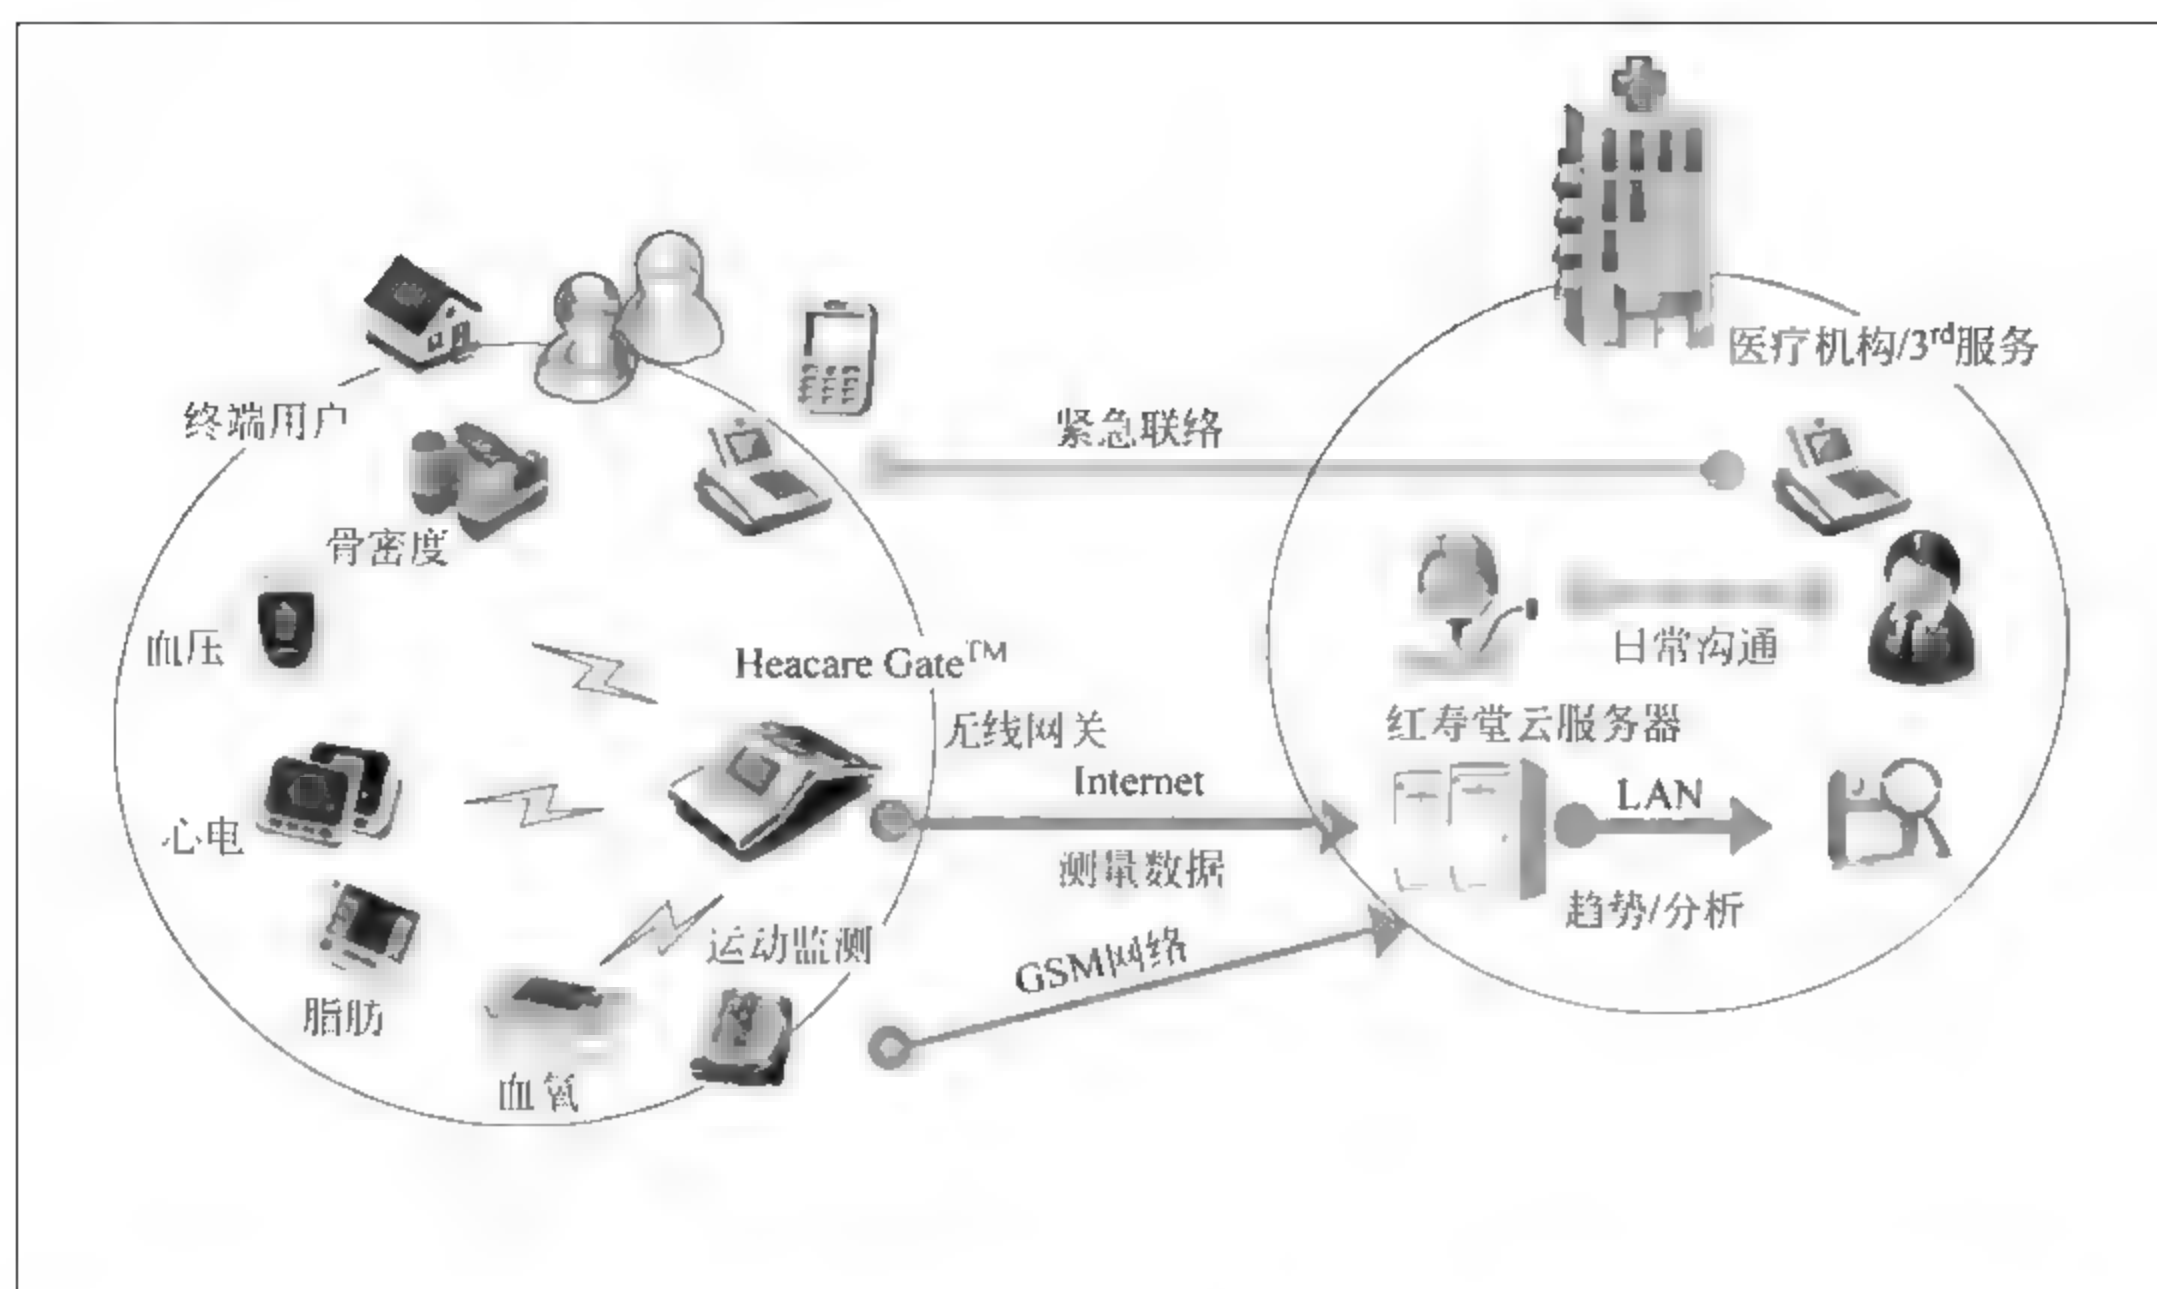 医疗机构/3rd服务
终端用户
紧急联络
骨密度
血压
Heacare Gate™
日常沟通
无线网关
红寿堂云服务器
Internet
LAN
心电
测量数据
趋势/分析
运动监测
GSM网络
脂肪
血氧